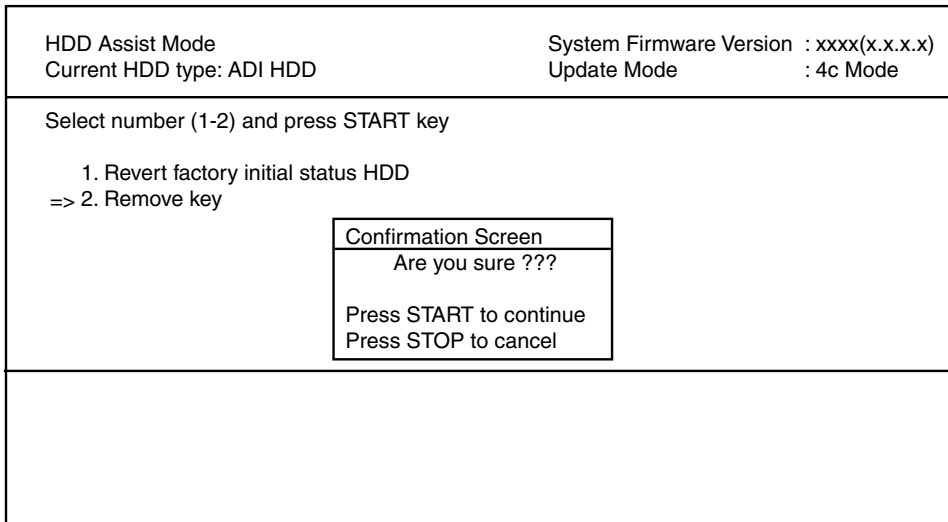 HDD Assist Mode
System Firmware Version : xxxx(x.x.x.x)
Current HDD type: ADI HDD
Update Mode : 4c Mode
Select number (1-2) and press START key
1. Revert factory initial status HDD
=> 2. Remove key
Confirmation Screen
Are you sure ???
Press START to continue
Press STOP to cancel